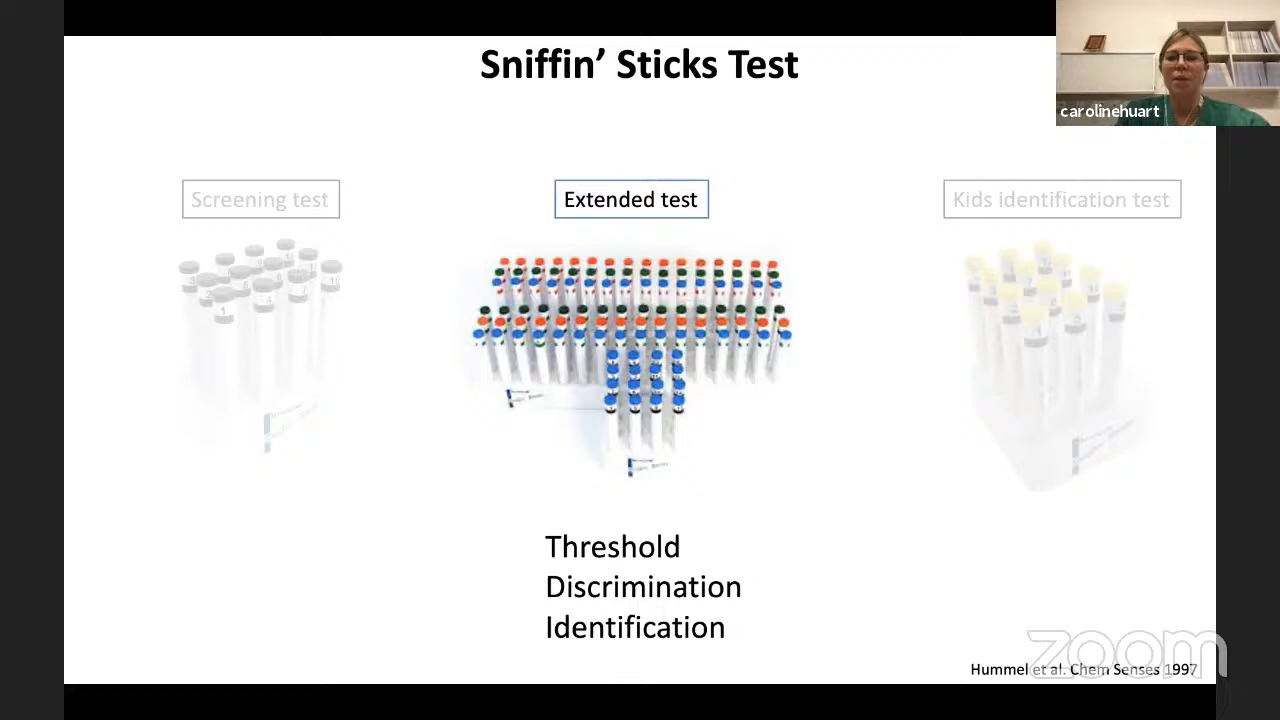 Sniffin’ Sticks Test
carolinehuart
Screening test
Extended test
Kids identification test
Threshold
Discrimination
Identification
zoom
Hummel et al. Chem Senses 1997